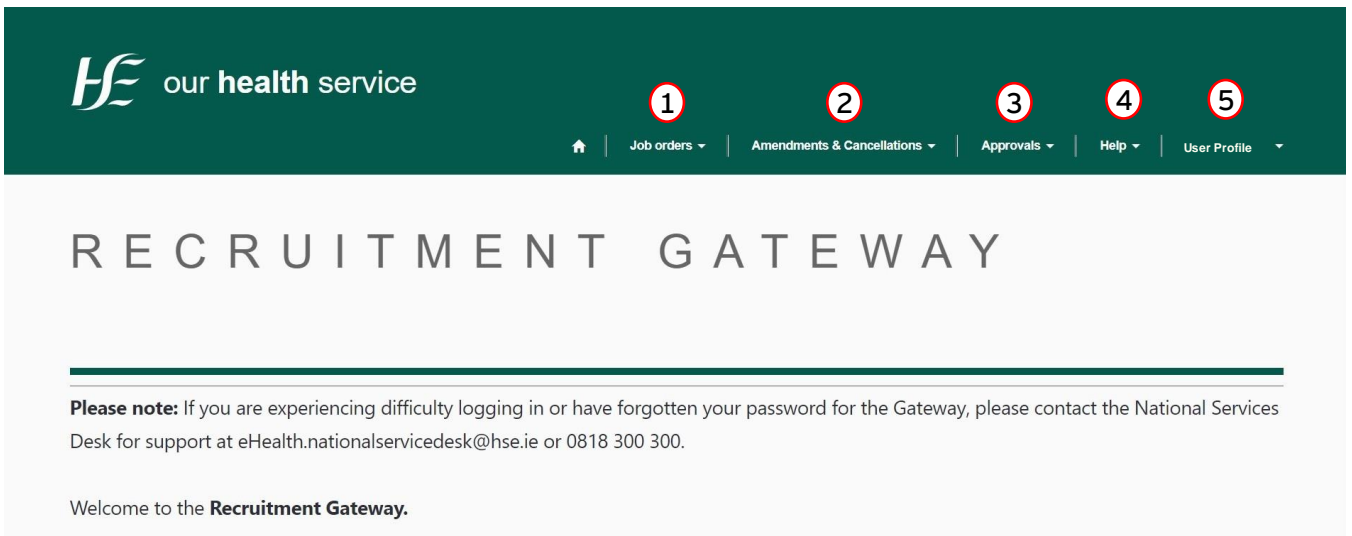 HSE our health service
1 2 3 4 5
Job orders Amendments & Cancellations Approvals Help User Profile
RECRUITMENT GATEWAY
Please note: If you are experiencing difficulty logging in or have forgotten your password for the Gateway, please contact the National Services
Desk for support at eHealth.nationalservicedesk@hse.ie or 0818 300 300.
Welcome to the Recruitment Gateway.